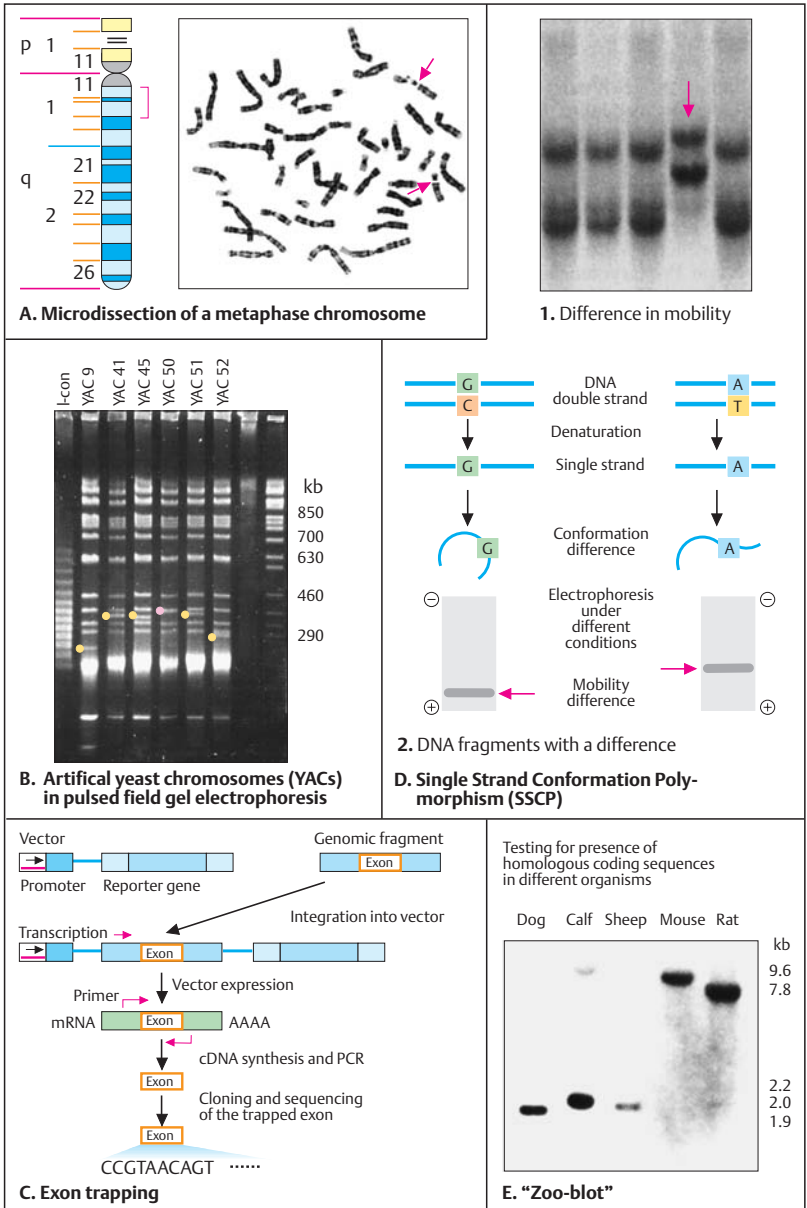 p
1
11
11
1
q
21
22
2
26
A. Microdissection of a metaphase chromosome
1. Difference in mobility
l-con
YAC 9
YAC 41
YAC 45
YAC 50
YAC 51
YAC 52
kb
850
700
630
460
290
B. Artifical yeast chromosomes (YACs)
in pulsed field gel electrophoresis
G
C
DNA
double strand
A
T
Denaturation
G
Single strand
A
G
Conformation
difference
A
Electrophoresis
under
different
conditions
−
−
Mobility
difference
+
+
2. DNA fragments with a difference
D. Single Strand Conformation Poly-
morphism (SSCP)
Vector
Promoter
Reporter gene
Genomic fragment
Exon
Integration into vector
Transcription
Exon
Vector expression
Primer
mRNA
Exon
AAAA
cDNA synthesis and PCR
Exon
Cloning and sequencing
of the trapped exon
Exon
CCGTAACAGT ······
C. Exon trapping
Testing for presence of
homologous coding sequences
in different organisms
Dog Calf Sheep Mouse Rat
kb
9.6
7.8
2.2
2.0
1.9
E. “Zoo-blot”